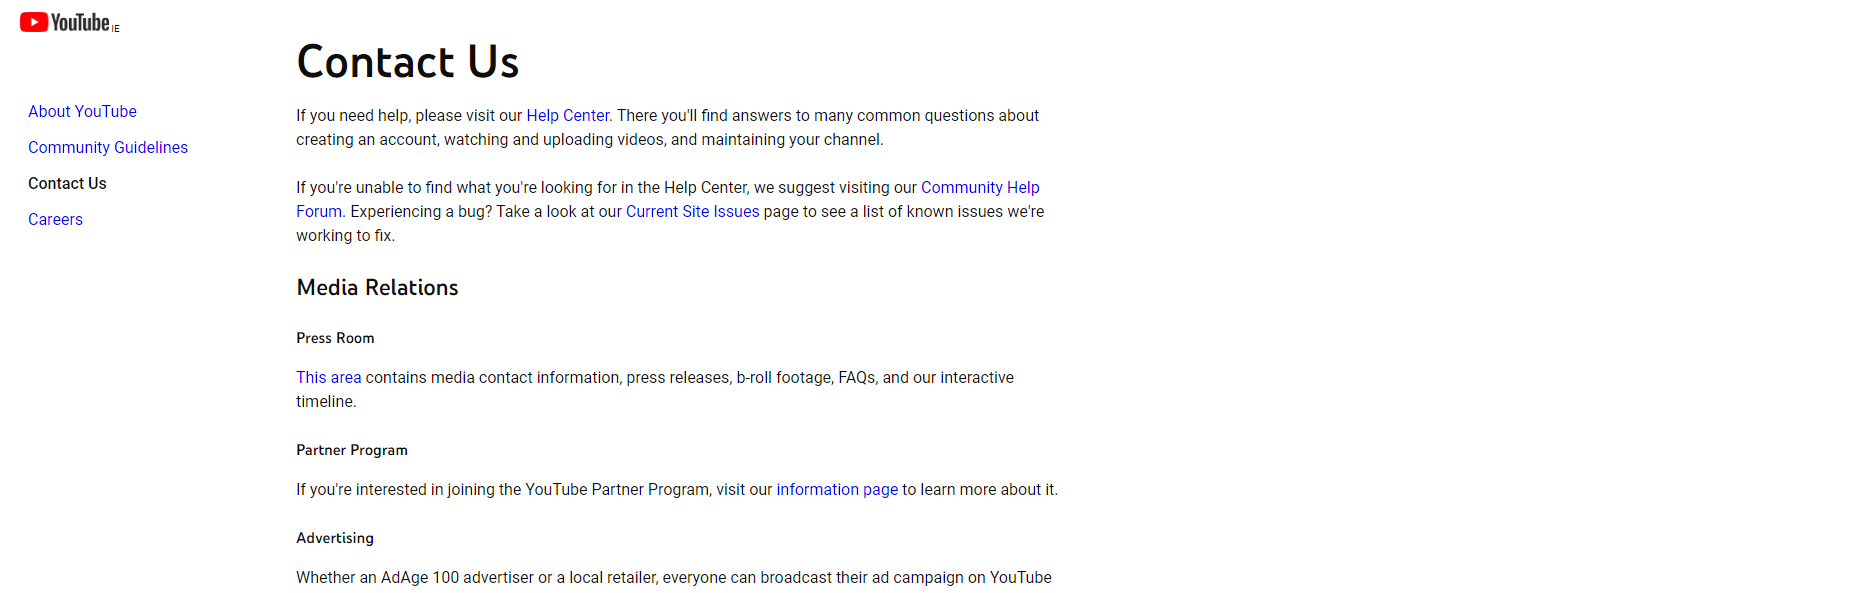 YouTube IE
Contact Us
About YouTube
Community Guidelines
Contact Us
Careers
If you need help, please visit our Help Center. There you'll find answers to many common questions about
creating an account, watching and uploading videos, and maintaining your channel.
If you're unable to find what you're looking for in the Help Center, we suggest visiting our Community Help
Forum. Experiencing a bug? Take a look at our Current Site Issues page to see a list of known issues we're
working to fix.
Media Relations
Press Room
This area contains media contact information, press releases, b-roll footage, FAQs, and our interactive
timeline.
Partner Program
If you're interested in joining the YouTube Partner Program, visit our information page to learn more about it.
Advertising
Whether an AdAge 100 advertiser or a local retailer, everyone can broadcast their ad campaign on YouTube